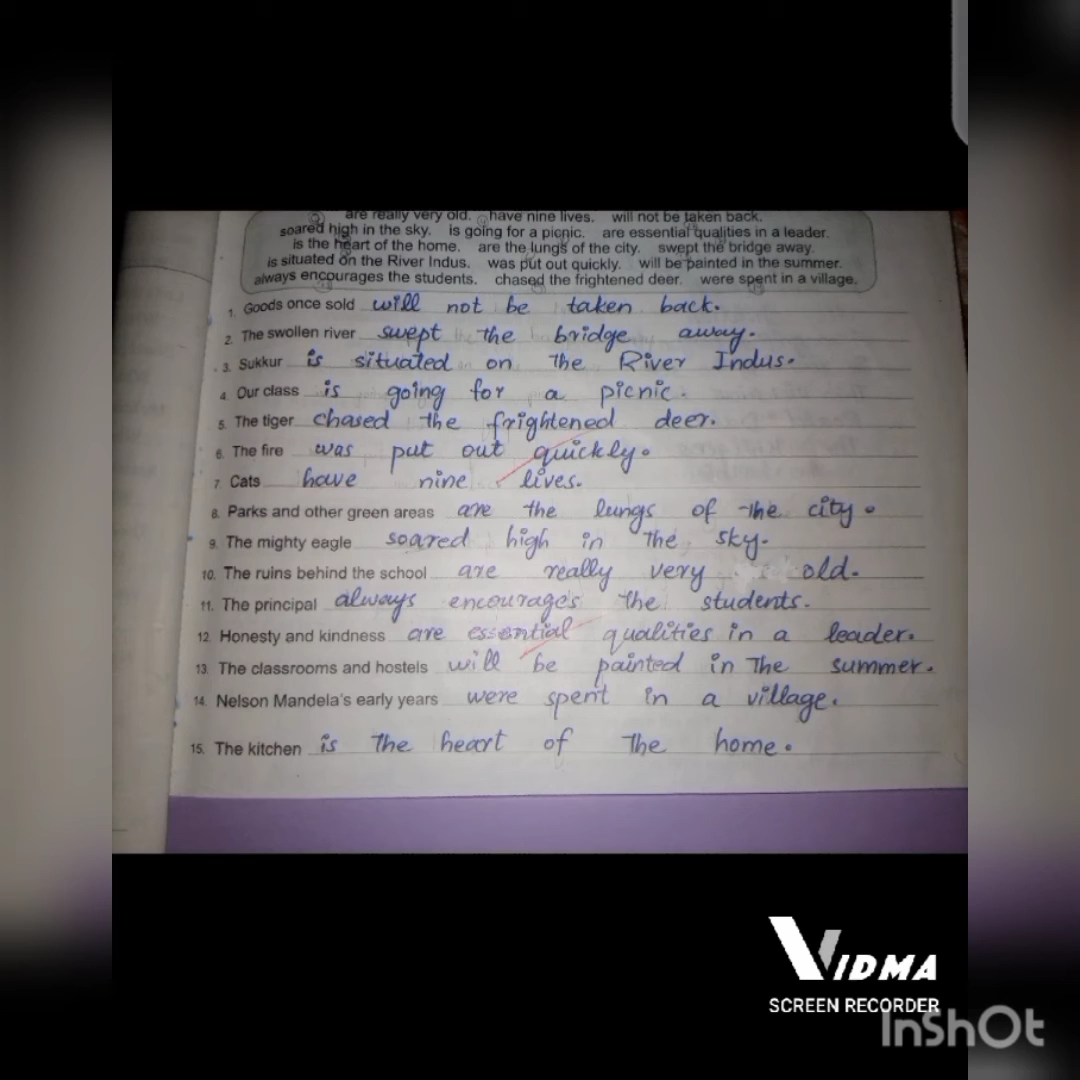 are really very old. have nine lives. will not be taken back.
soared high in the sky. is going for a picnic. are essential qualities in a leader.
is the heart of the home. are the lungs of the city. swept the bridge away.
is situated on the River Indus. was put out quickly. will be painted in the summer.
always encourages the students. chased the frightened deer. were spent in a village.
1. Goods once sold will not be taken back.
2. The swollen river swept the bridge away.
3. Sukkur is situated on the River Indus.
4. Our class is going for a picnic.
5. The tiger chased the frightened deer.
6. The fire was put out quickly.
7. Cats have nine lives.
8. Parks and other green areas are the lungs of the city.
9. The mighty eagle soared high in the sky.
10. The ruins behind the school are really very old.
11. The principal always encourages the students.
12. Honesty and kindness are essential qualities in a leader.
13. The classrooms and hostels will be painted in The summer.
14. Nelson Mandela's early years were spent in a village.
15. The kitchen is The heart of The home.
VIDMA
SCREEN RECORDER
InShOt